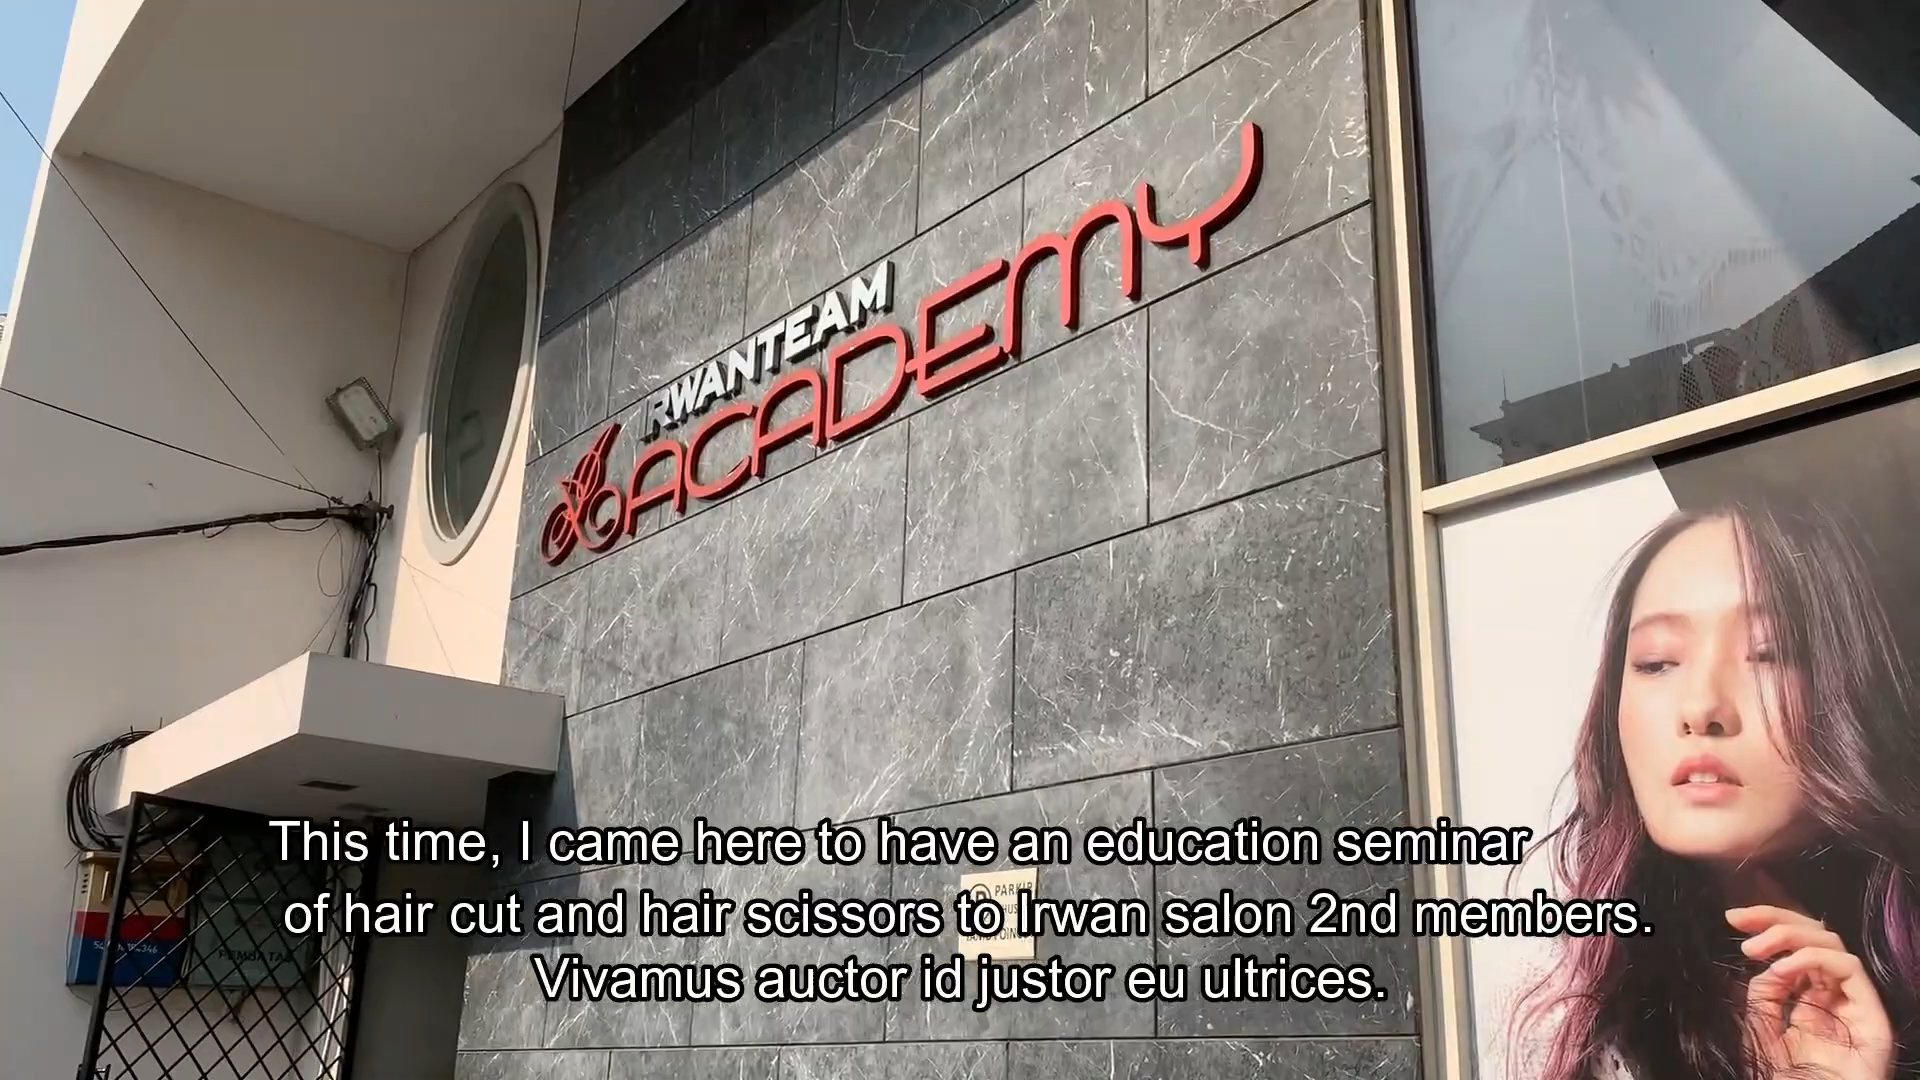 IRWANTEAM
ACADEMY
This time, I came here to have an education seminar
of hair cut and hair scissors to Irwan salon 2nd members.
Vivamus auctor id justor eu ultrices.
PARKIR